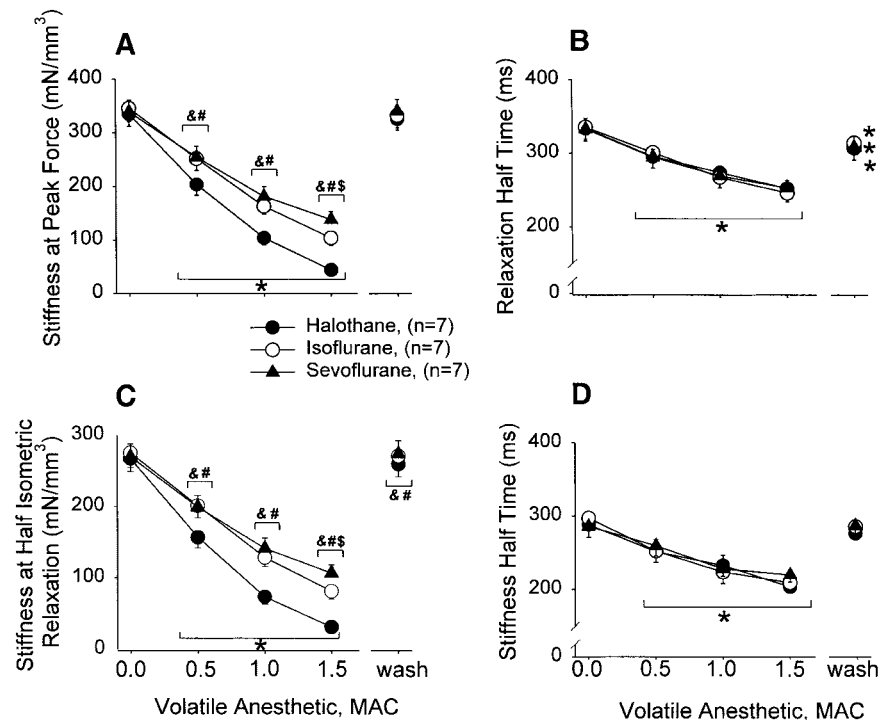 A
Stiffness at Peak Force (mN/mm³)
400
300
200
100
0
&#
&#
&#$
*
B
Relaxation Half Time (ms)
400
300
200
0
*
*
*
*
Halothane, (n=7)
Isoflurane, (n=7)
Sevoflurane, (n=7)
C
Stiffness at Half Isometric
Relaxation (mN/mm³)
300
200
100
0
&#
&#
&#$
&#
*
0.0 0.5 1.0 1.5 wash
Volatile Anesthetic, MAC
D
Stiffness Half Time (ms)
400
300
200
0
*
0.0 0.5 1.0 1.5 wash
Volatile Anesthetic, MAC